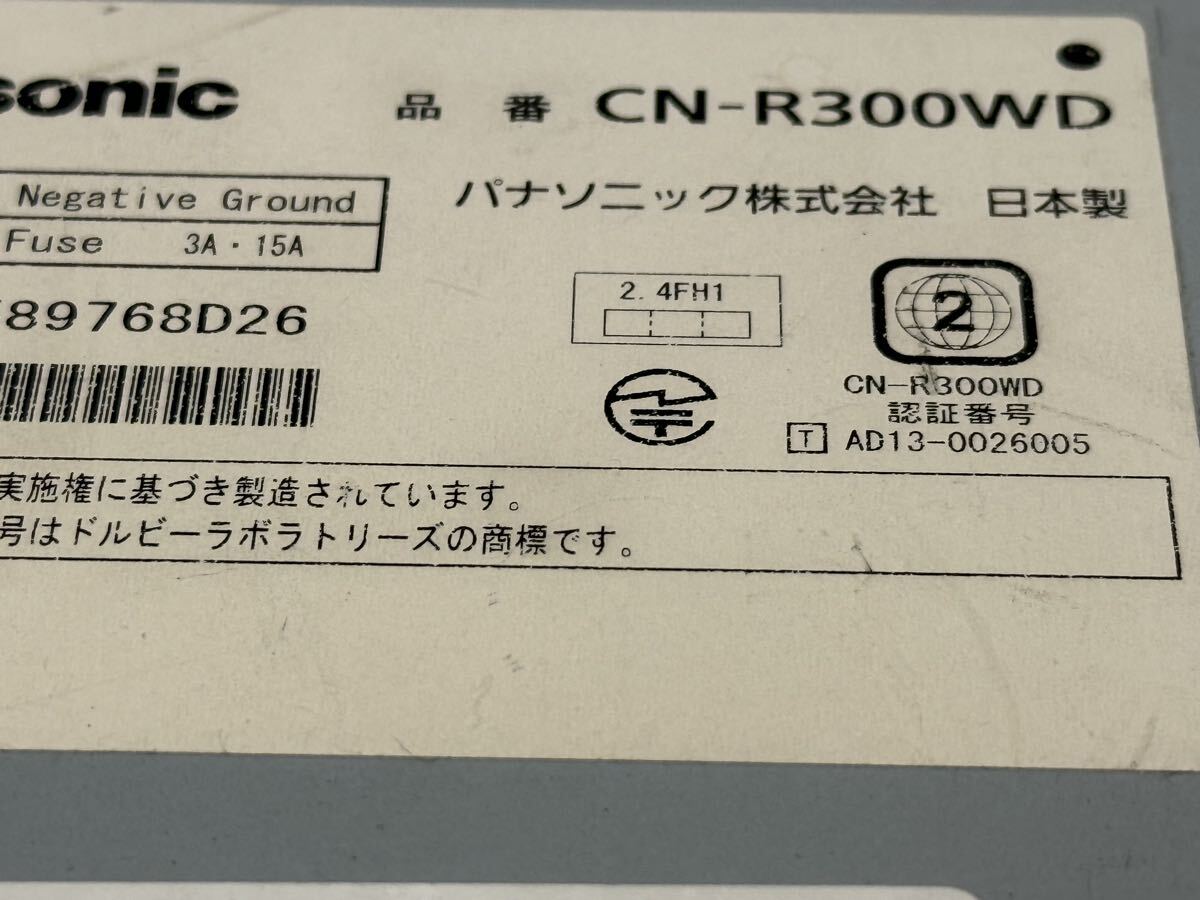 sonic 品番 CN-R300WD
Negative Ground
パナソニック株式会社 日本製
Fuse 3A・15A
89768D26
2.4FH1
2
CN-R300WD
認証番号
T AD13-0026005
実施権に基づき製造されています。
号はドルビーラボラトリーズの商標です。